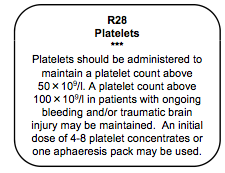 R28
Platelets
***
Platelets should be administered to
maintain a platelet count above
50 × 10⁹/l. A platelet count above
100 × 10⁹/l in patients with ongoing
bleeding and/or traumatic brain
injury may be maintained.  An initial
dose of 4-8 platelet concentrates or
one aphaeresis pack may be used.